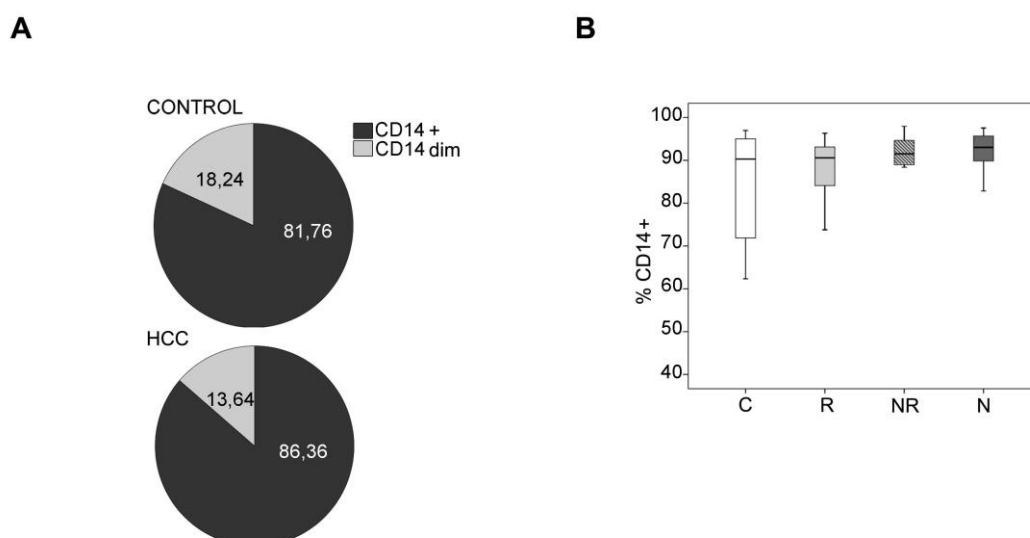 A
CONTROL
CD14 +
CD14 dim
18,24
81,76
HCC
13,64
86,36
B
% CD14+
100
90
80
70
60
50
40
C R NR N